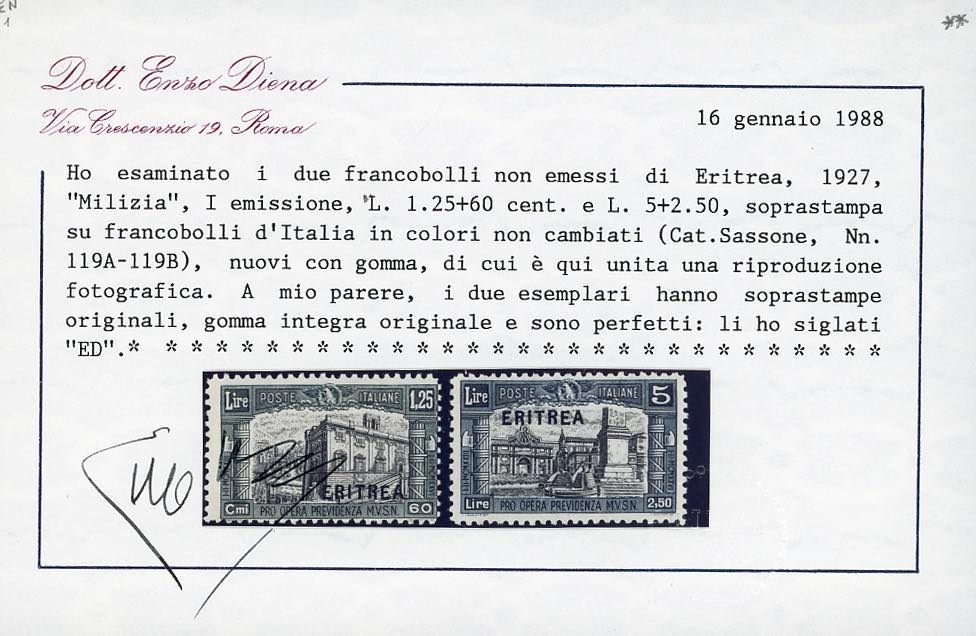 EN
1
**
Dott. Enzo Diena
Via Crescenzio 19, Roma
16 gennaio 1988
Ho esaminato i due francobolli non emessi di Eritrea, 1927,
"Milizia", I emissione, L. 1.25+60 cent. e L. 5+2.50, soprastampa
su francobolli d'Italia in colori non cambiati (Cat.Sassone, Nn.
119A-119B), nuovi con gomma, di cui è qui unita una riproduzione
fotografica. A mio parere, i due esemplari hanno soprastampe
originali, gomma integra originale e sono perfetti: li ho siglati
"ED".* * * * * * * * * * * * * * * * * * * * * * * * * * * * *
Lire POSTE ITALIANE 1,25
ERITREA
Cmi PRO OPERA PREVIDENZA M.V.S.N. 60
Lire POSTE ITALIANE 5
ERITREA
Lire PRO OPERA PREVIDENZA M.V.S.N. 2,50